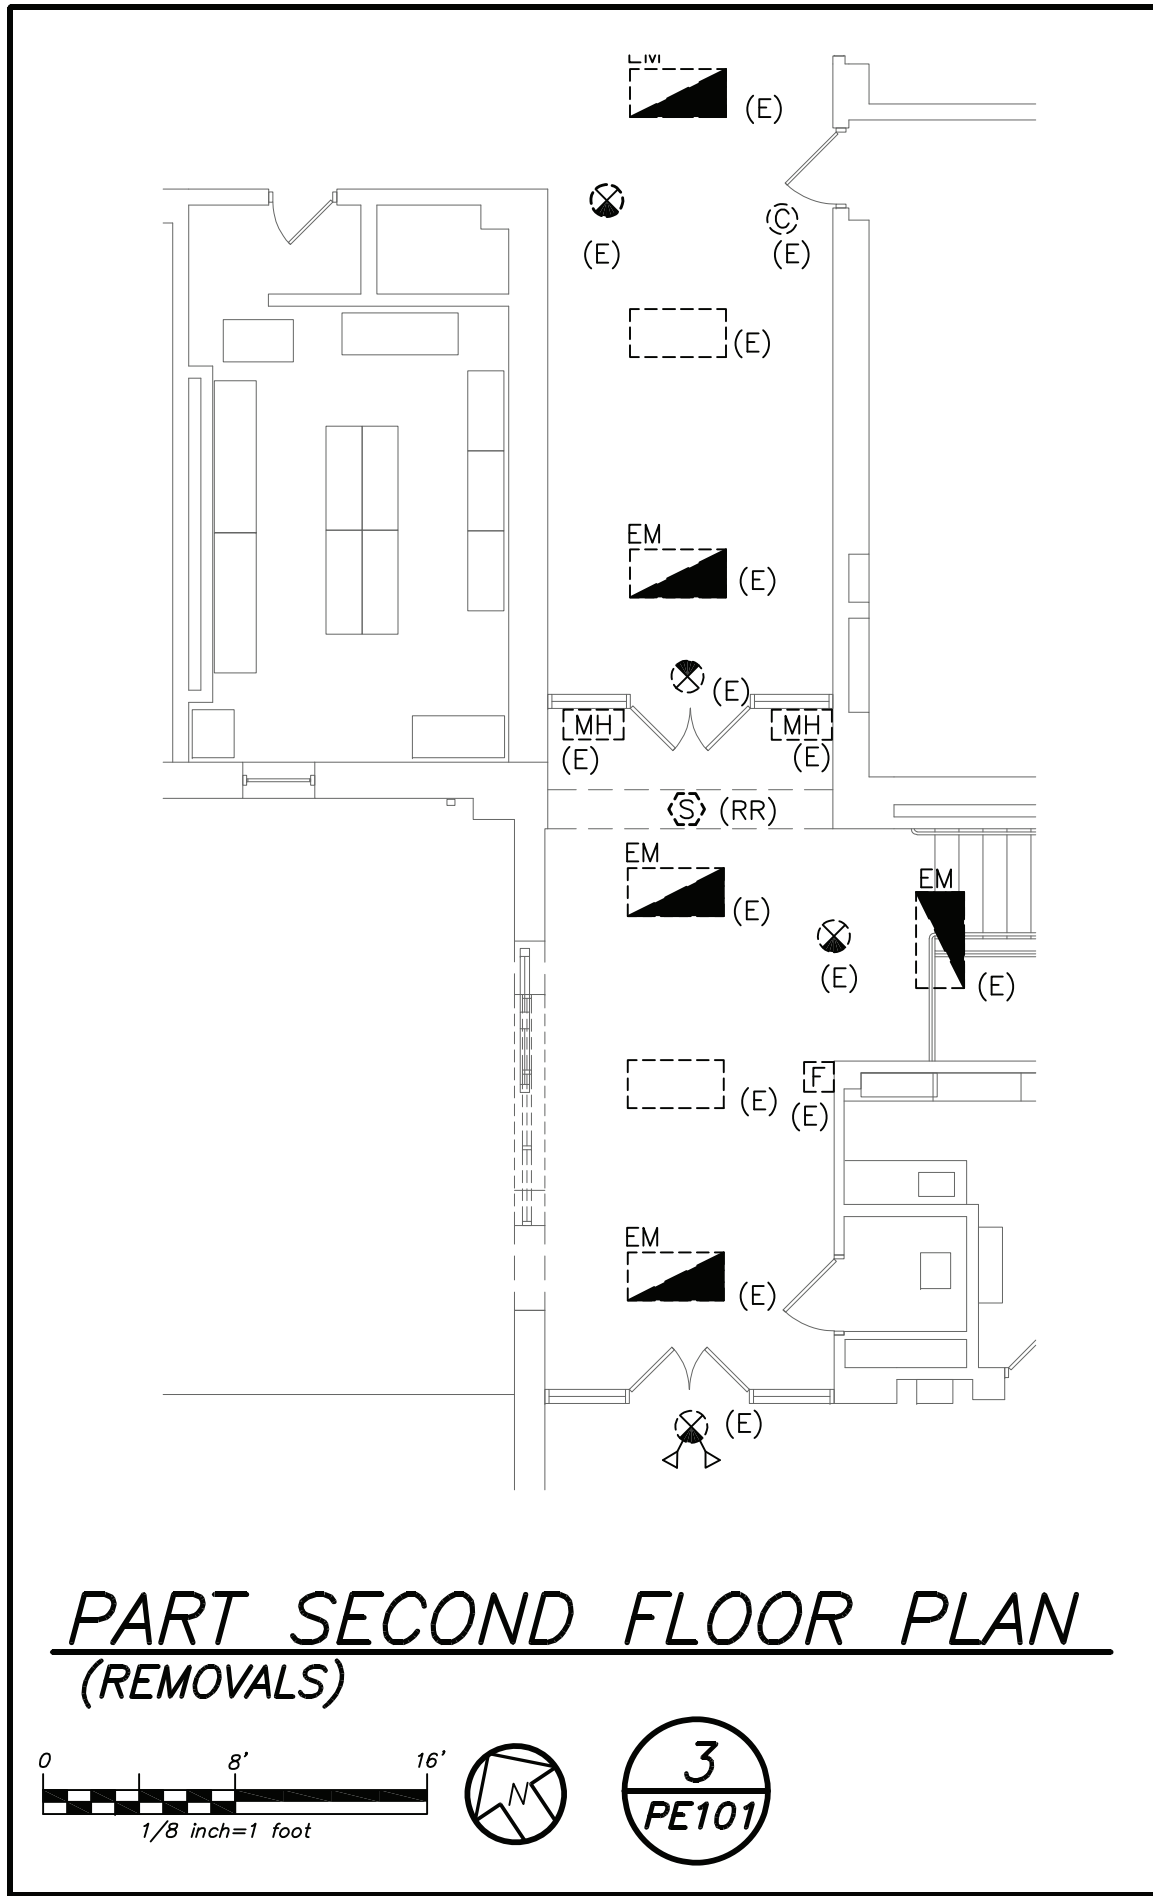 EM
(E)
C
(E)
(E)
(E)
EM
(E)
(E)
MH
MH
(E)
(E)
S
(RR)
EM
EM
(E)
(E)
(E)
F
(E)
(E)
EM
(E)
(E)
PART SECOND FLOOR PLAN
(REMOVALS)
0 8' 16'
1/8 inch=1 foot
N
3
PE101